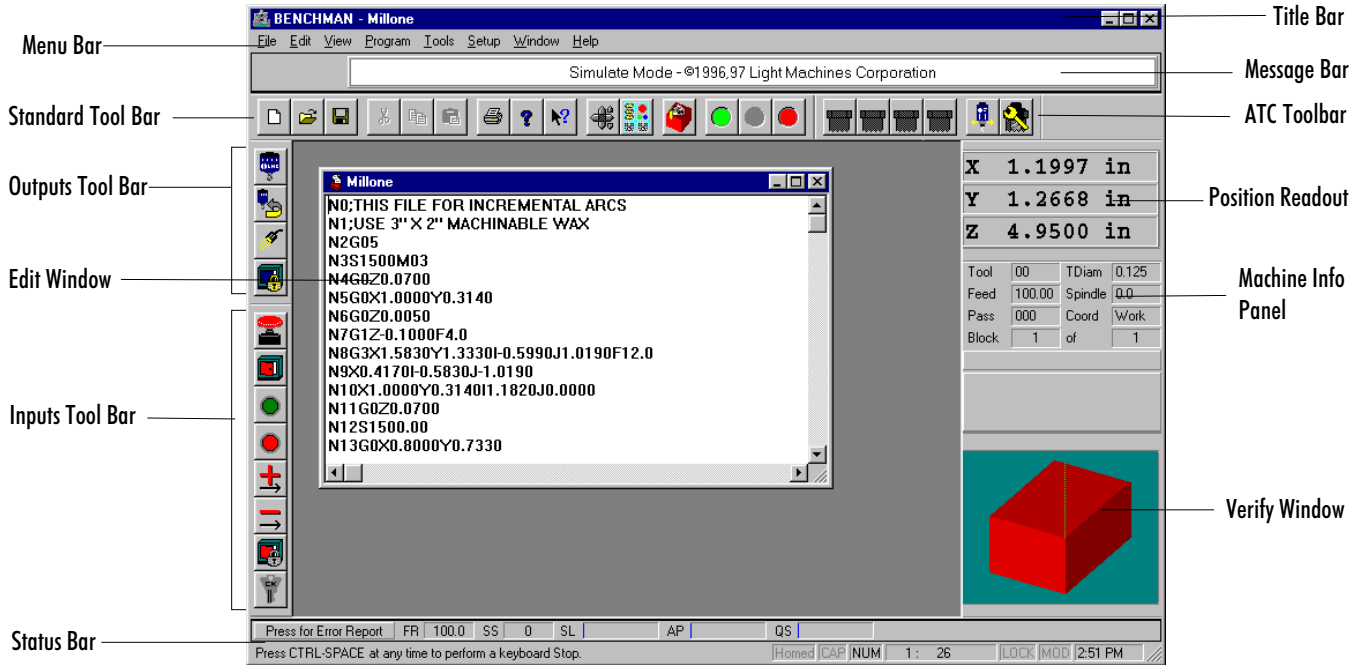 BENCHMAN - Millone
Title Bar
Menu Bar
File Edit View Program Tools Setup Window Help
Simulate Mode - ©1996,97 Light Machines Corporation
Message Bar
Standard Tool Bar
ATC Toolbar
Outputs Tool Bar
Millone
X 1.1997 in
Y 1.2668 in
Z 4.9500 in
Position Readout
N0;THIS FILE FOR INCREMENTAL ARCS
N1;USE 3" X 2" MACHINABLE WAX
N2G05
N3S1500M03
N4G0Z0.0700
N5G0X1.0000Y0.3140
N6G0Z0.0050
N7G1Z-0.1000F4.0
N8G3X1.5830Y1.3330I-0.5990J1.0190F12.0
N9X0.4170I-0.5830J-1.0190
N10X1.0000Y0.3140I1.1820J0.0000
N11G0Z0.0700
N12S1500.00
N13G0X0.8000Y0.7330
Edit Window
Tool 00 TDiam 0.125
Feed 100.00 Spindle 0.0
Pass 000 Coord Work
Block 1 of 1
Machine Info
Panel
Inputs Tool Bar
CK
Verify Window
Status Bar
Press for Error Report FR 100.0 SS 0 SL AP QS
Press CTRL-SPACE at any time to perform a keyboard Stop.
Homed CAP NUM 1 : 26 LOCK MOD 2:51 PM